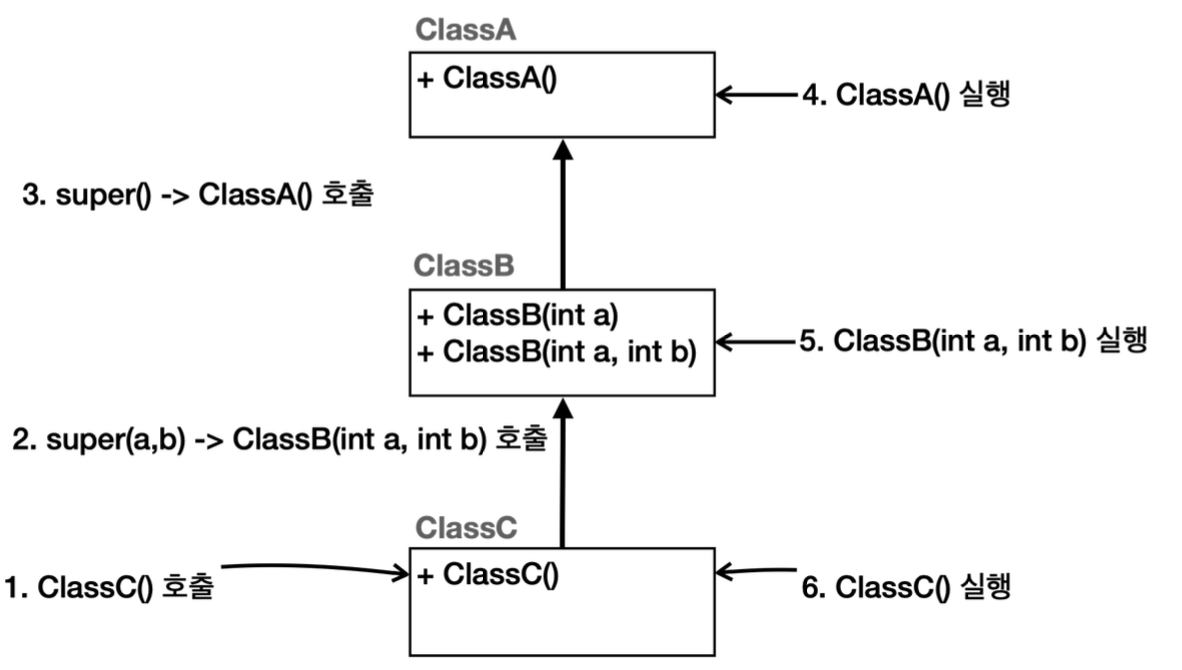 ClassA
+ ClassA()
4. ClassA() 실행
3. super() -> ClassA() 호출
ClassB
+ ClassB(int a)
+ ClassB(int a, int b)
5. ClassB(int a, int b) 실행
2. super(a,b) -> ClassB(int a, int b) 호출
ClassC
+ ClassC()
1. ClassC() 호출
6. ClassC() 실행